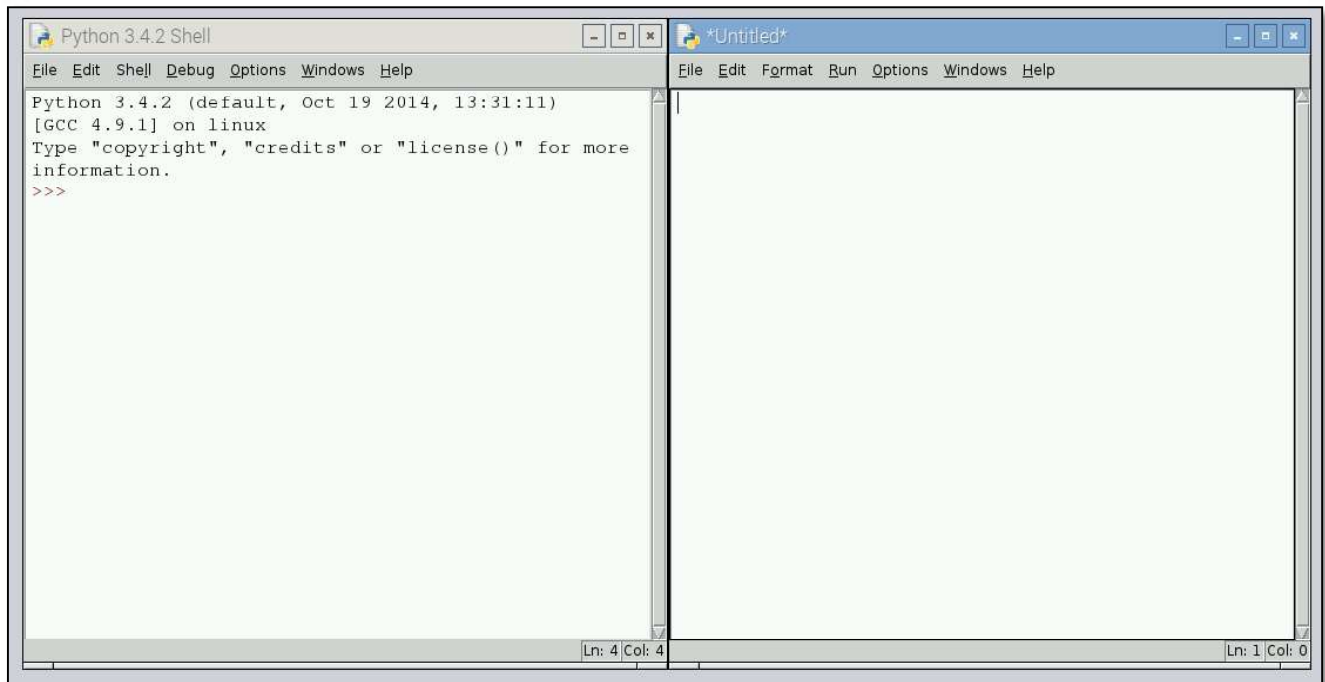 Python 3.4.2 Shell
File Edit Shell Debug Options Windows Help
Python 3.4.2 (default, Oct 19 2014, 13:31:11)
[GCC 4.9.1] on linux
Type "copyright", "credits" or "license()" for more
information.
>>>
Ln: 4 Col: 4
*Untitled*
File Edit Format Run Options Windows Help
Ln: 1 Col: 0